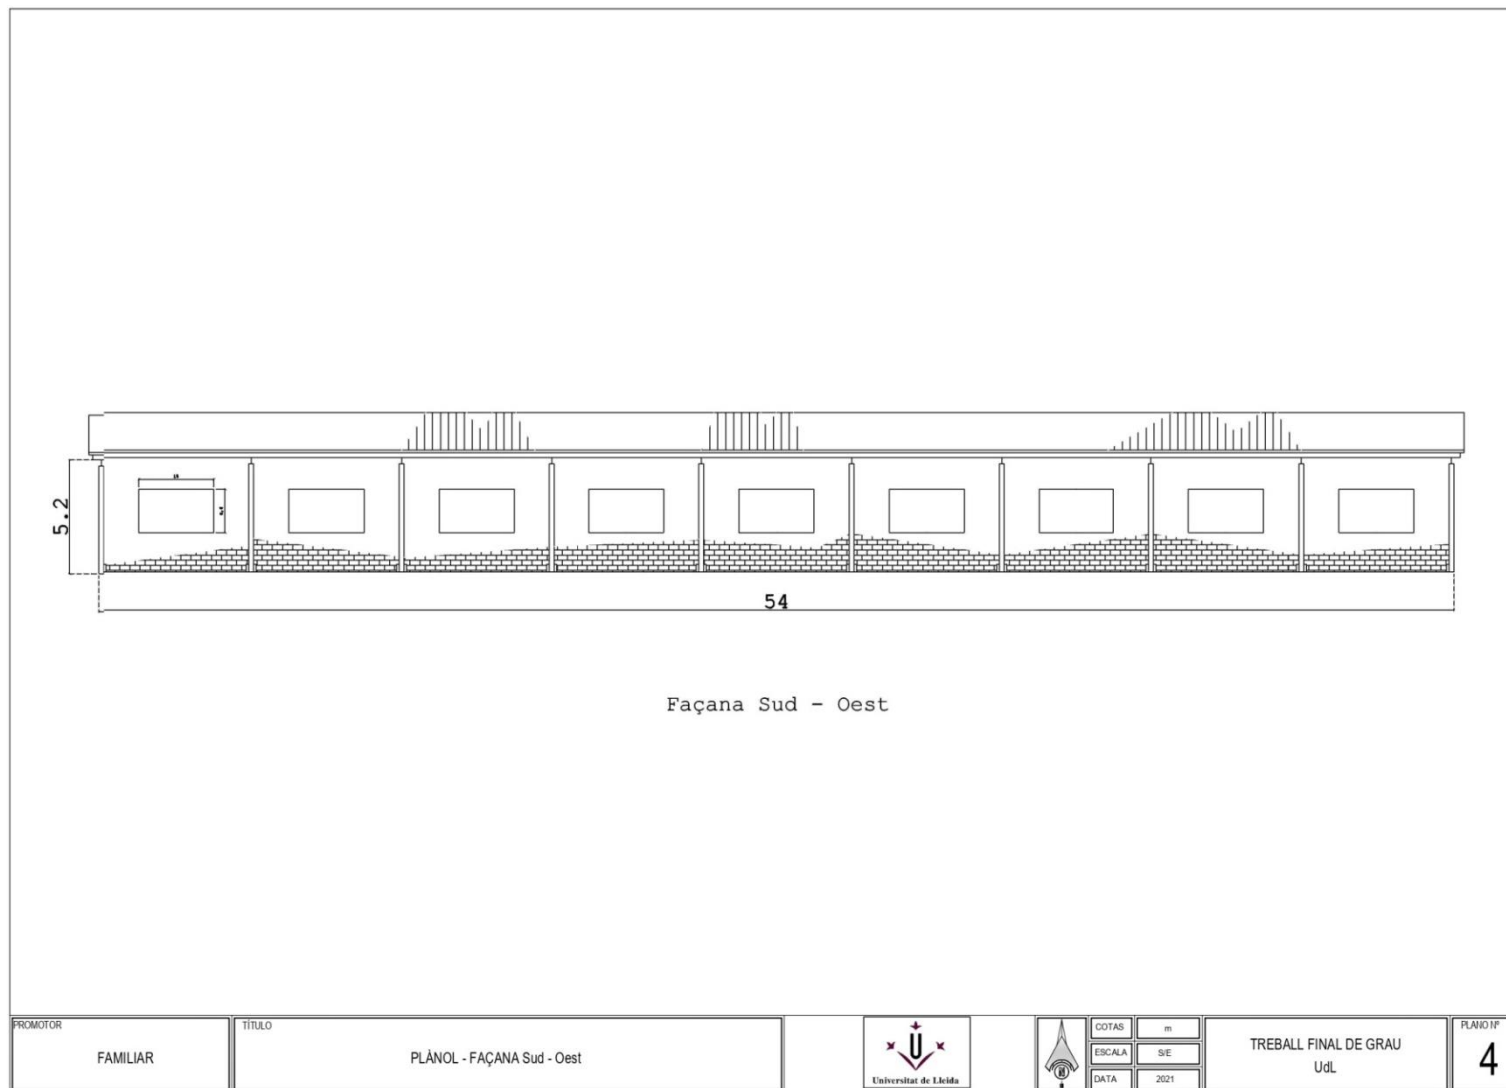 5.2
54
Façana Sud - Oest
PROMOTOR
FAMILIAR
TÍTULO
PLÀNOL - FAÇANA Sud - Oest
U
Universitat de Lleida
COTAS
m
ESCALA
S/E
DATA
2021
TREBALL FINAL DE GRAU
UdL
PLANO Nº
4